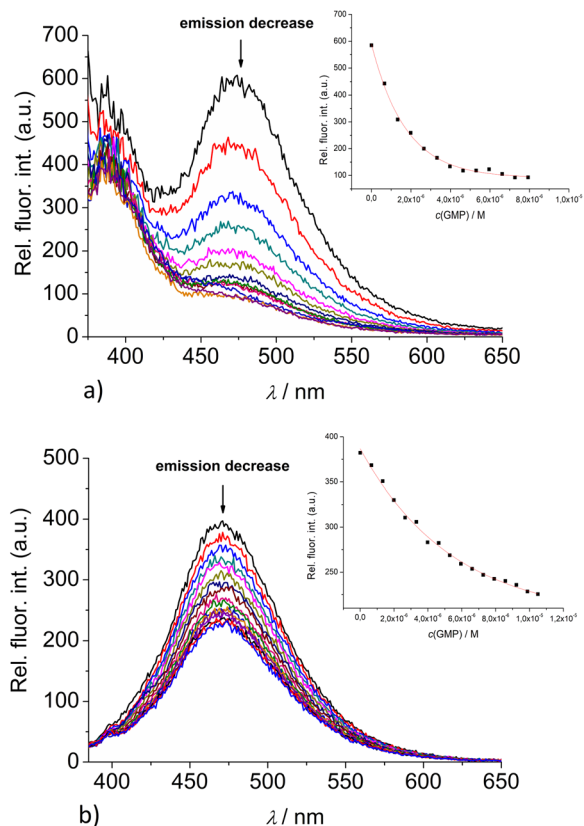 emission decrease
Rel. fluor. int. (a.u.)
700
600
500
400
300
200
100
0
400 450 500 550 600 650
λ / nm
a)
Rel. fluor. int. (a.u.)
700
600
500
400
300
200
100
0,0 2,0x10⁻⁶ 4,0x10⁻⁶ 6,0x10⁻⁶ 8,0x10⁻⁶ 1,0x10⁻⁵
c(GMP) / M
emission decrease
Rel. fluor. int. (a.u.)
500
400
300
200
100
0
400 450 500 550 600 650
λ / nm
b)
Rel. fluor. int. (a.u.)
400
350
300
250
0,0 2,0x10⁻⁶ 4,0x10⁻⁶ 6,0x10⁻⁶ 8,0x10⁻⁶ 1,0x10⁻⁵ 1,2x10⁻⁵
c(GMP) / M